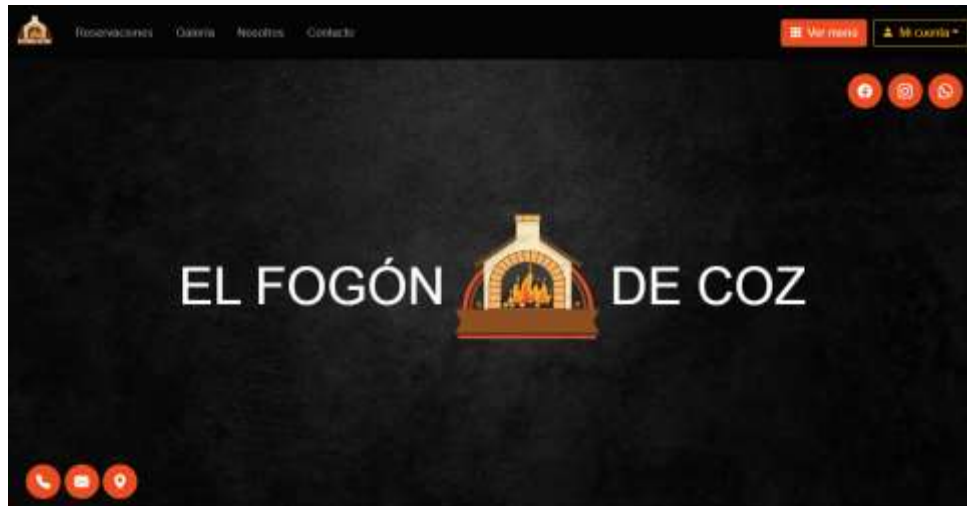 Reservaciones Galería Nosotros Contacto Ver menú Mi cuenta
EL FOGÓN DE COZ